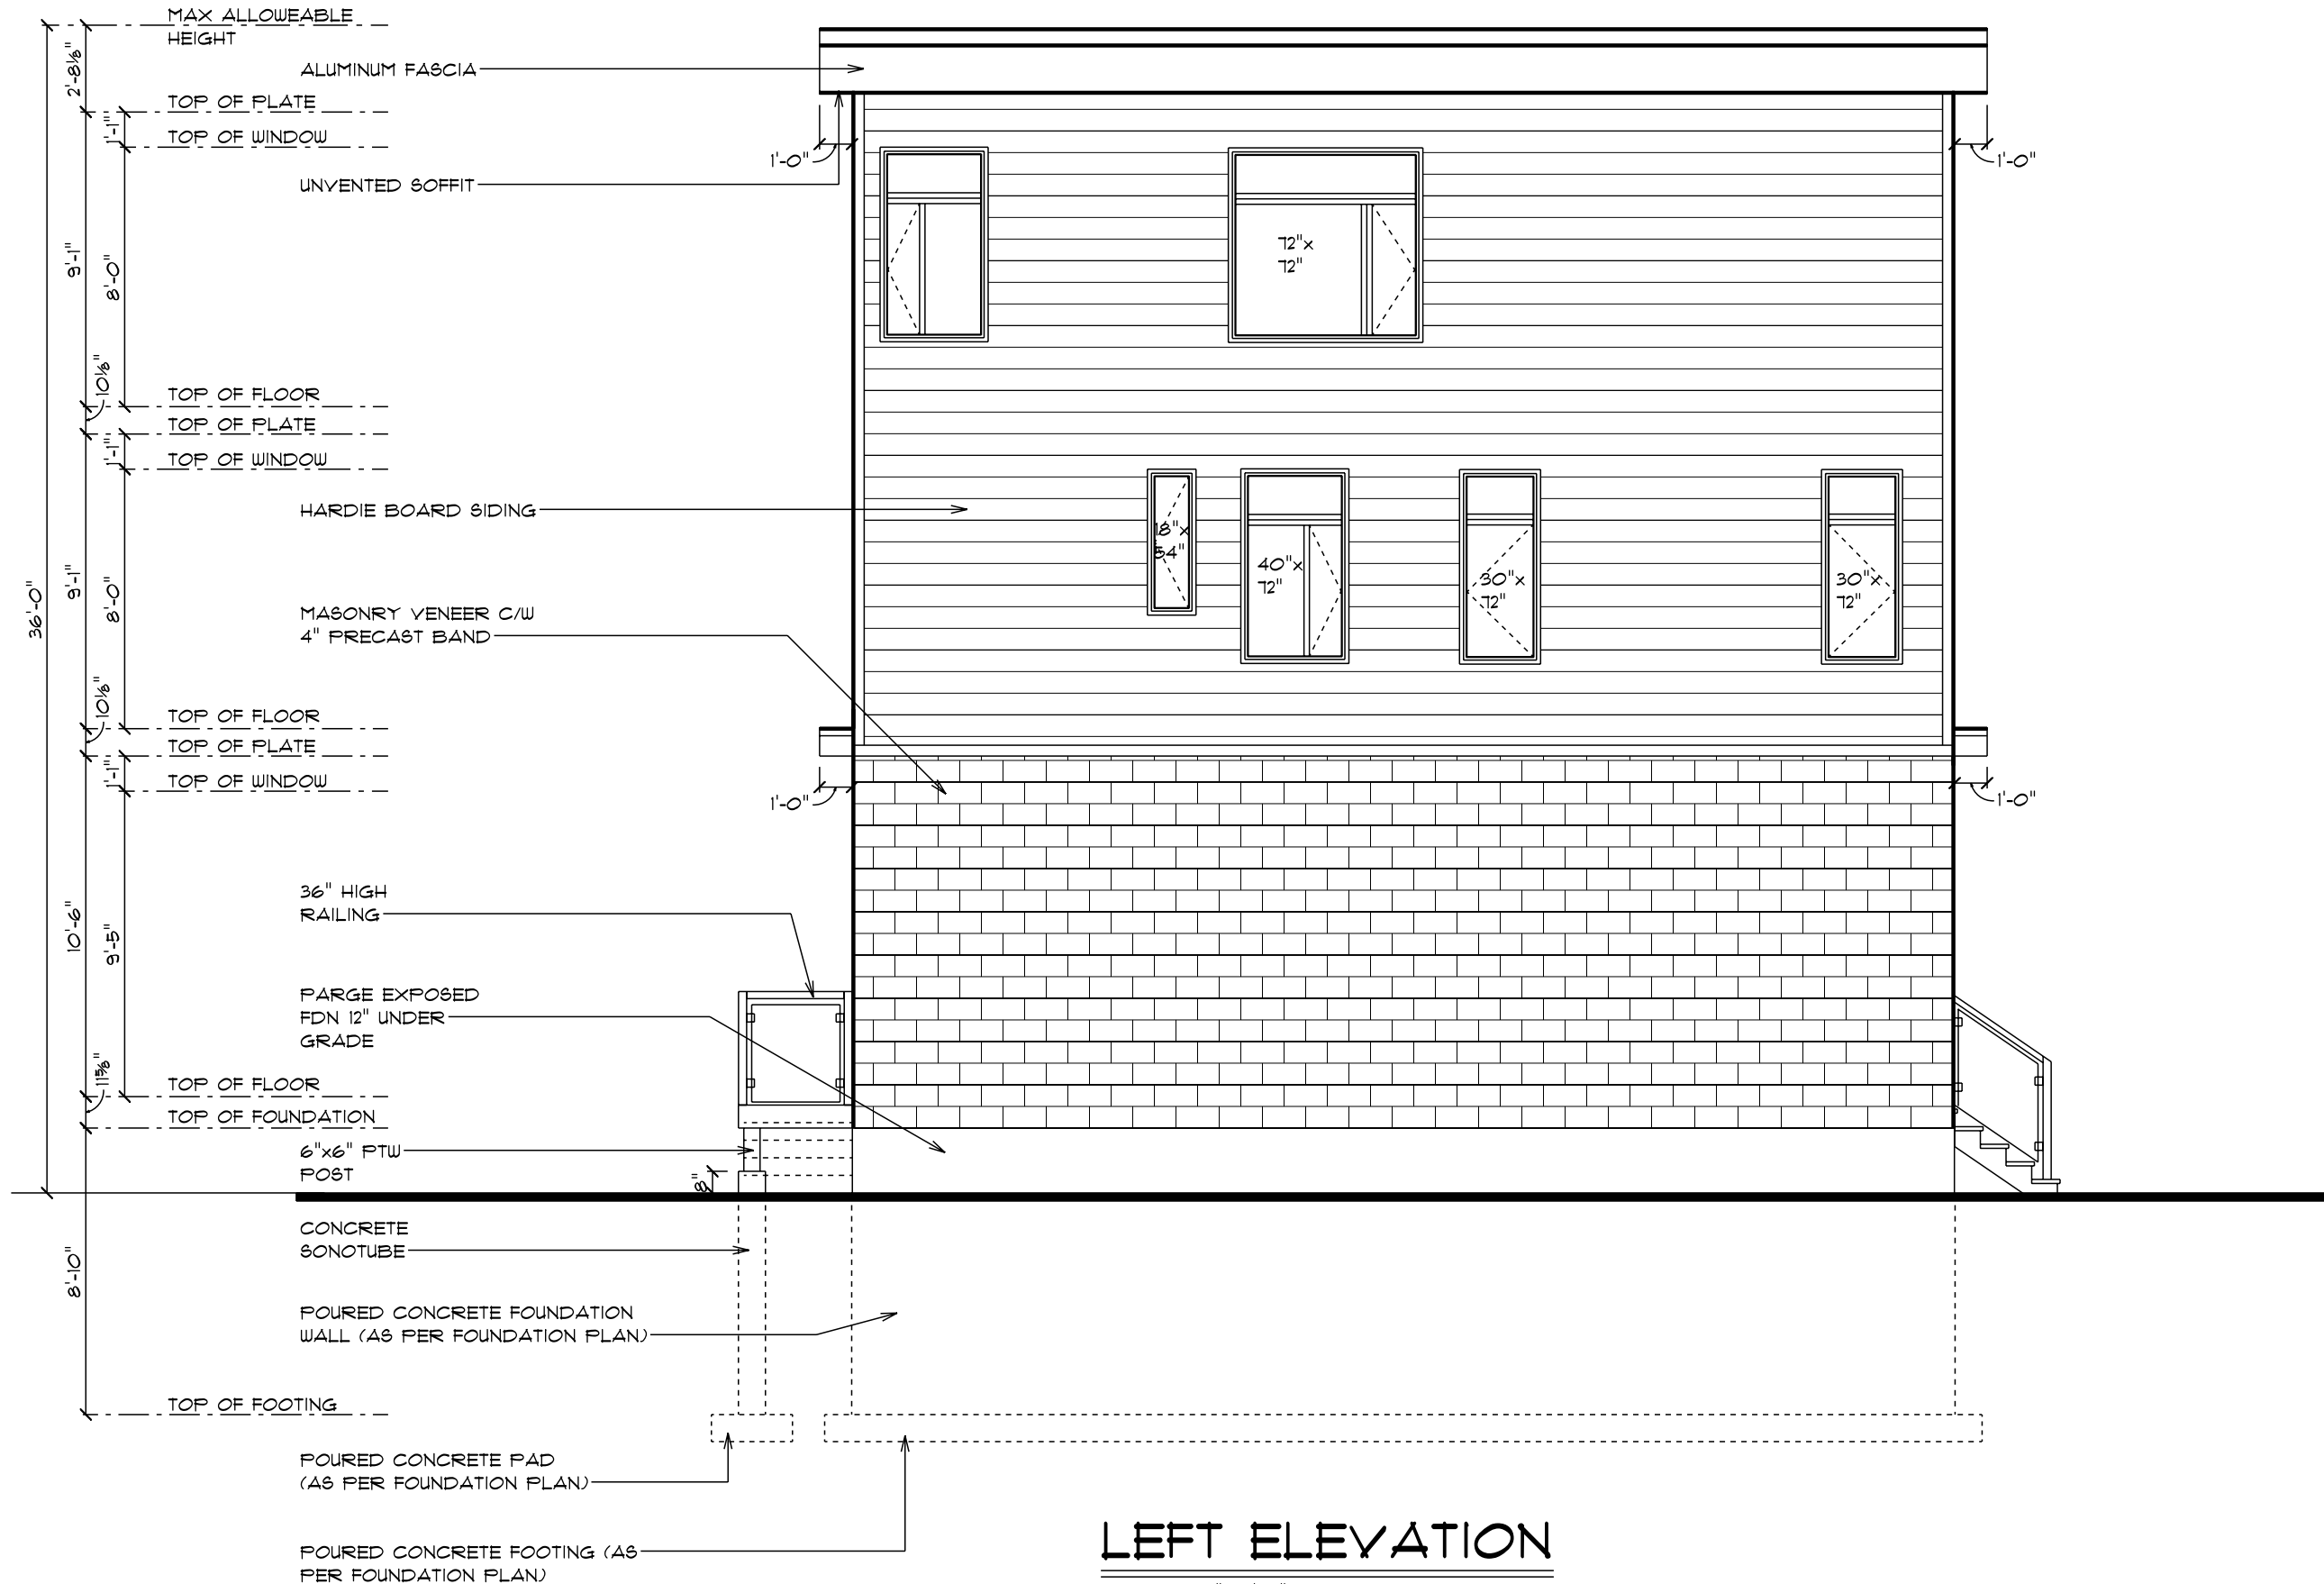 MAX ALLOWEABLE
HEIGHT
2'-8⅛"
ALUMINUM FASCIA
TOP OF PLATE
1'-1"
TOP OF WINDOW
1'-0"
1'-0"
UNVENTED SOFFIT
72"x
72"
9'-1"
8'-0"
10⅛"
TOP OF FLOOR
TOP OF PLATE
1'-1"
TOP OF WINDOW
HARDIE BOARD SIDING
18"x
54"
40"x
72"
30"x
72"
30"x
72"
9'-1"
8'-0"
36'-0"
MASONRY VENEER C/W
4" PRECAST BAND
10⅛"
TOP OF FLOOR
TOP OF PLATE
1'-1"
TOP OF WINDOW
1'-0"
1'-0"
36" HIGH
RAILING
10'-6"
9'-5"
PARGE EXPOSED
FDN 12" UNDER
GRADE
11⅝"
TOP OF FLOOR
TOP OF FOUNDATION
6"x6" PTW
POST
8"
CONCRETE
SONOTUBE
8'-10"
POURED CONCRETE FOUNDATION
WALL (AS PER FOUNDATION PLAN)
TOP OF FOOTING
POURED CONCRETE PAD
(AS PER FOUNDATION PLAN)
POURED CONCRETE FOOTING (AS
PER FOUNDATION PLAN)
LEFT ELEVATION